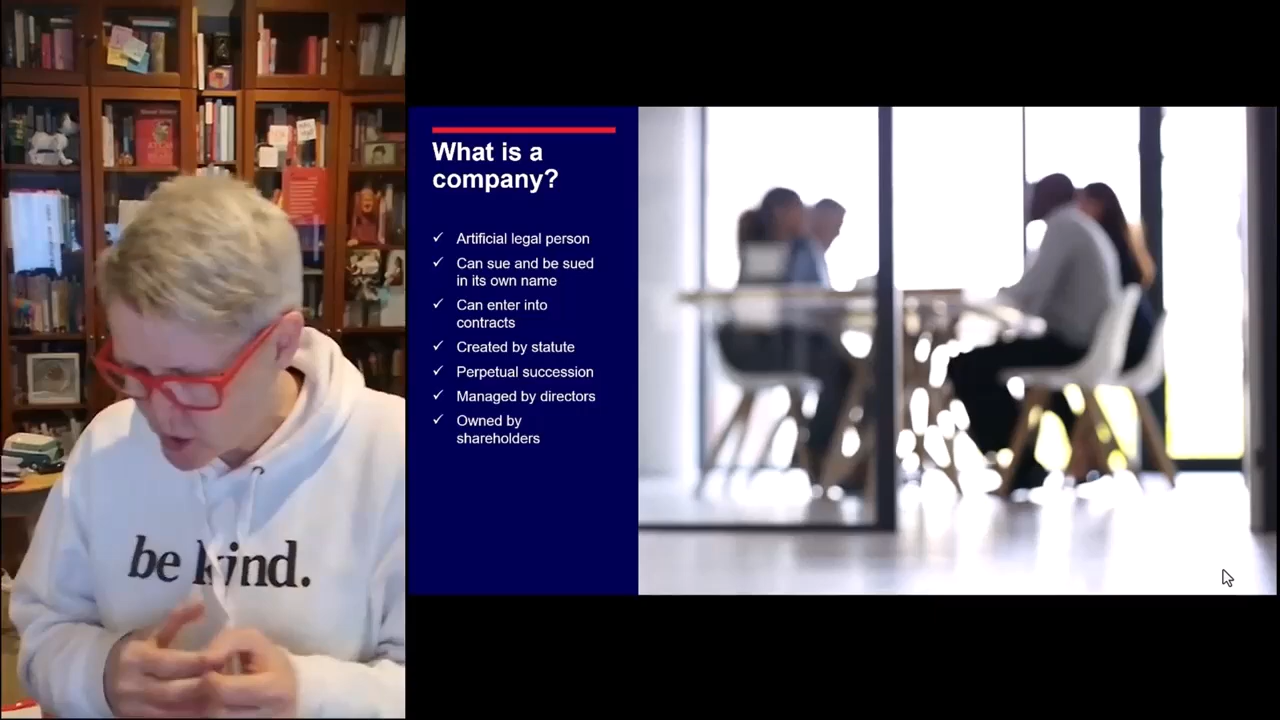 be kind.
What is a
company?
✓ Artificial legal person
✓ Can sue and be sued
in its own name
✓ Can enter into
contracts
✓ Created by statute
✓ Perpetual succession
✓ Managed by directors
✓ Owned by
shareholders